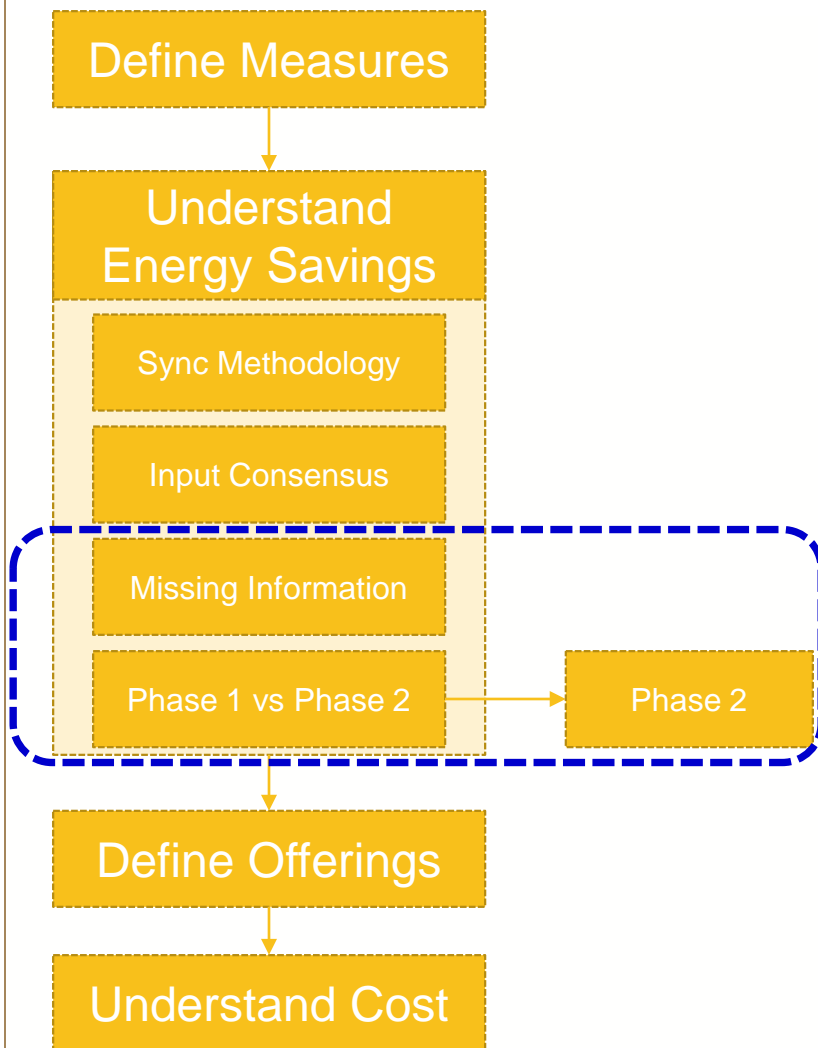 Define Measures
Understand
Energy Savings
Sync Methodology
Input Consensus
Missing Information
Phase 1 vs Phase 2
Phase 2
Define Offerings
Understand Cost